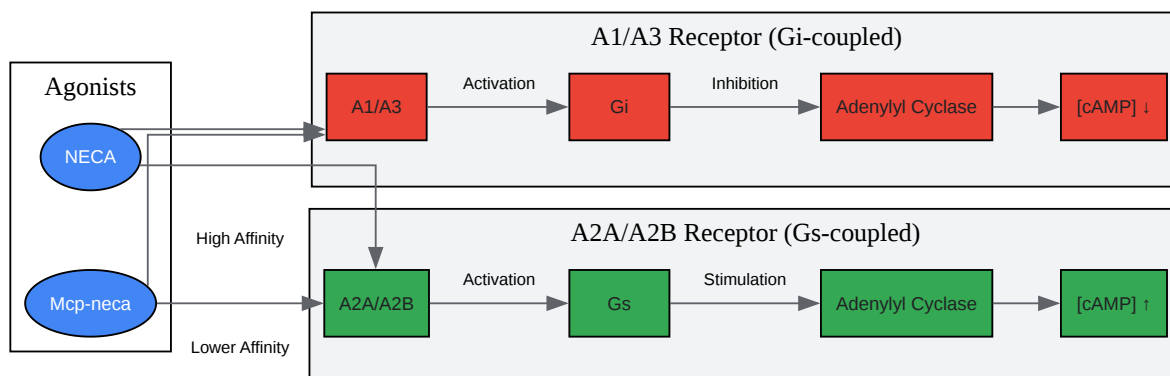 A1/A3 Receptor (Gi-coupled)
Agonists
A1/A3
Activation
Gi
Inhibition
Adenylyl Cyclase
[cAMP] ↓
NECA
High Affinity
A2A/A2B Receptor (Gs-coupled)
Mcp-neca
A2A/A2B
Activation
Gs
Stimulation
Adenylyl Cyclase
[cAMP] ↑
Lower Affinity